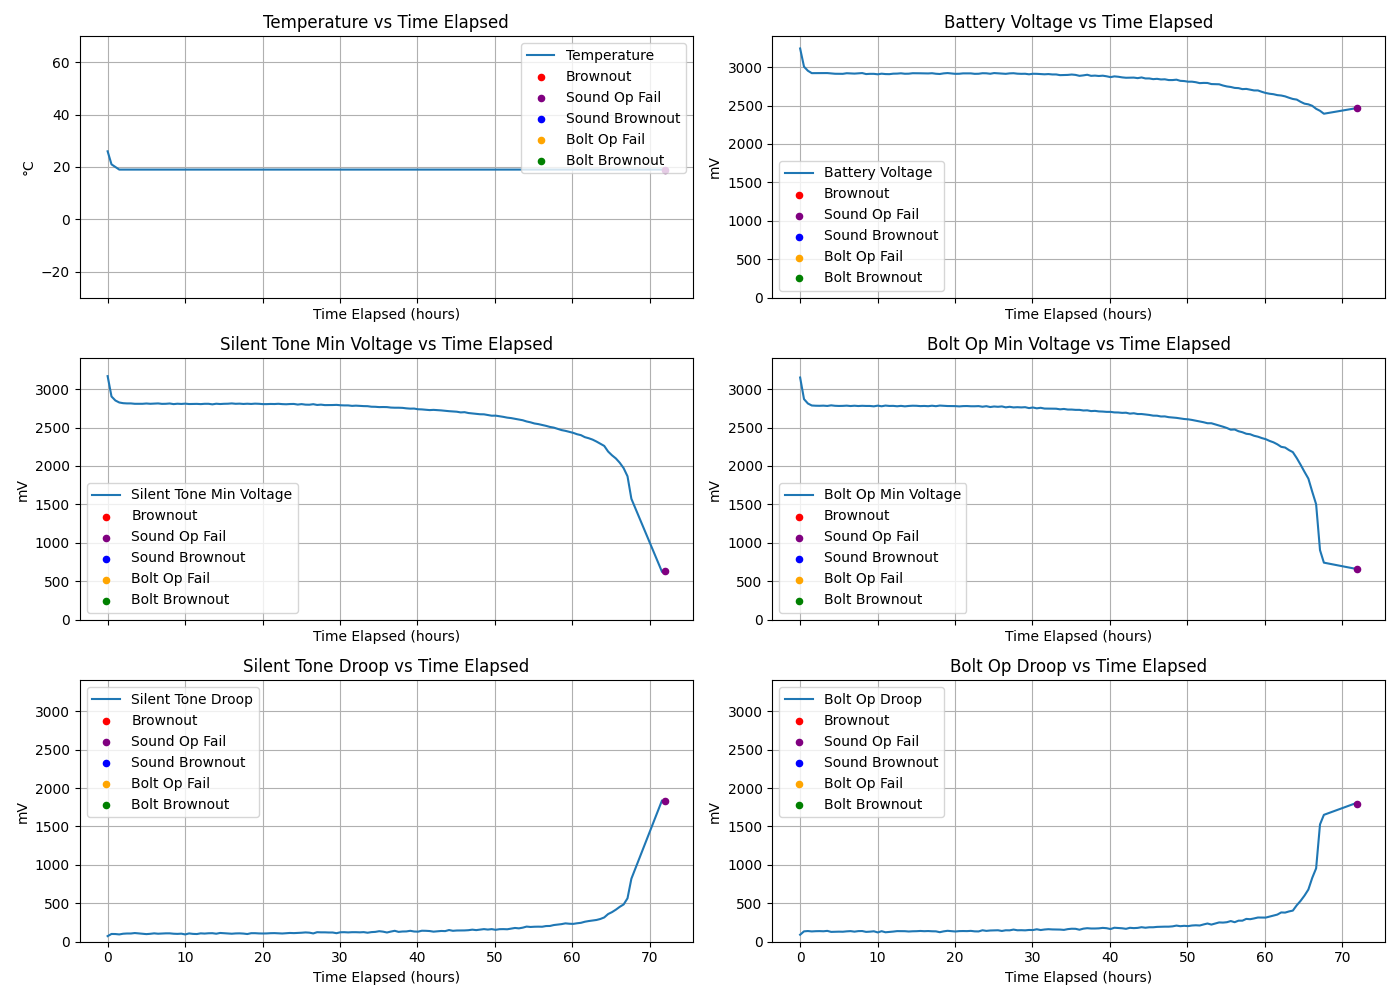 Temperature vs Time Elapsed
60
40
20
0
−20
°C
Temperature
Brownout
Sound Op Fail
Sound Brownout
Bolt Op Fail
Bolt Brownout
Time Elapsed (hours)
Battery Voltage vs Time Elapsed
3000
2500
2000
1500
1000
500
0
mV
Battery Voltage
Brownout
Sound Op Fail
Sound Brownout
Bolt Op Fail
Bolt Brownout
Time Elapsed (hours)
Silent Tone Min Voltage vs Time Elapsed
3000
2500
2000
1500
1000
500
0
mV
Silent Tone Min Voltage
Brownout
Sound Op Fail
Sound Brownout
Bolt Op Fail
Bolt Brownout
Time Elapsed (hours)
Bolt Op Min Voltage vs Time Elapsed
3000
2500
2000
1500
1000
500
0
mV
Bolt Op Min Voltage
Brownout
Sound Op Fail
Sound Brownout
Bolt Op Fail
Bolt Brownout
Time Elapsed (hours)
Silent Tone Droop vs Time Elapsed
3000
2500
2000
1500
1000
500
0
mV
Silent Tone Droop
Brownout
Sound Op Fail
Sound Brownout
Bolt Op Fail
Bolt Brownout
0 10 20 30 40 50 60 70
Time Elapsed (hours)
Bolt Op Droop vs Time Elapsed
3000
2500
2000
1500
1000
500
0
mV
Bolt Op Droop
Brownout
Sound Op Fail
Sound Brownout
Bolt Op Fail
Bolt Brownout
0 10 20 30 40 50 60 70
Time Elapsed (hours)